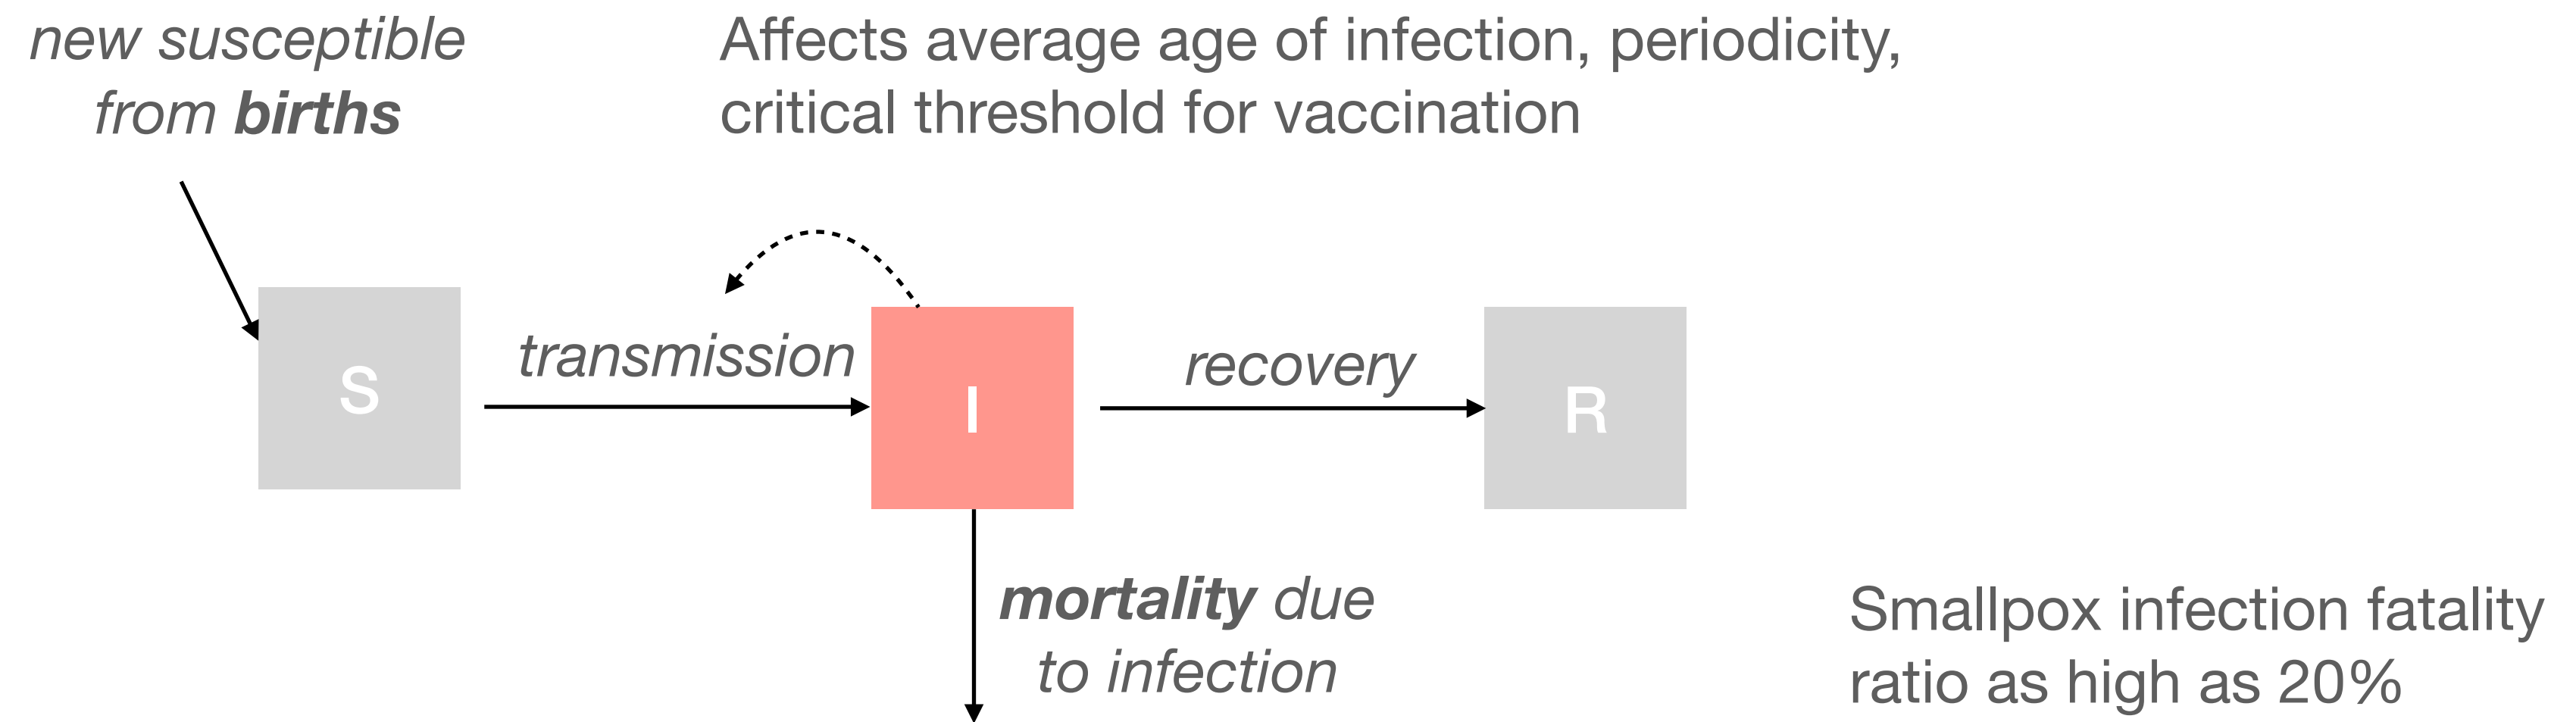 new susceptible
from births
Affects average age of infection, periodicity,
critical threshold for vaccination
S
transmission
I
recovery
R
mortality due
to infection
Smallpox infection fatality
ratio as high as 20%